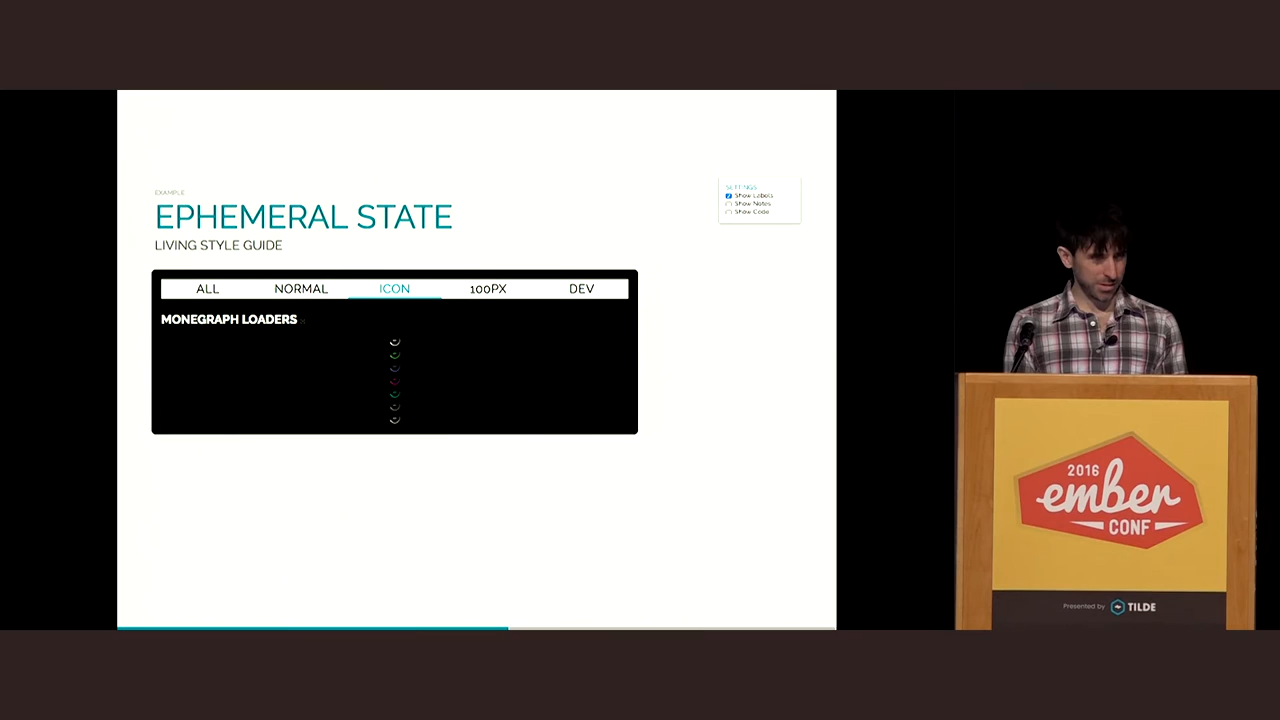 EXAMPLE
EPHEMERAL STATE
LIVING STYLE GUIDE
SETTINGS
Show Labels
Show Notes
Show Code
ALL NORMAL ICON 100PX DEV
MONEGRAPH LOADERS
2016
ember
CONF
Presented by TILDE